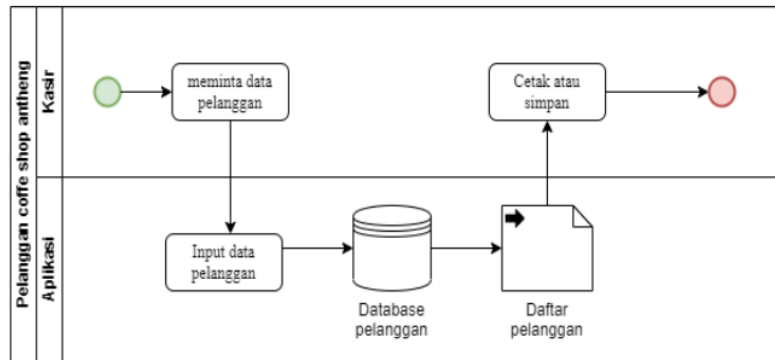 Pelanggan coffe shop antheng
Kasir
meminta data
pelanggan
Cetak atau
simpan
Aplikasi
Input data
pelanggan
Database
pelanggan
Daftar
pelanggan